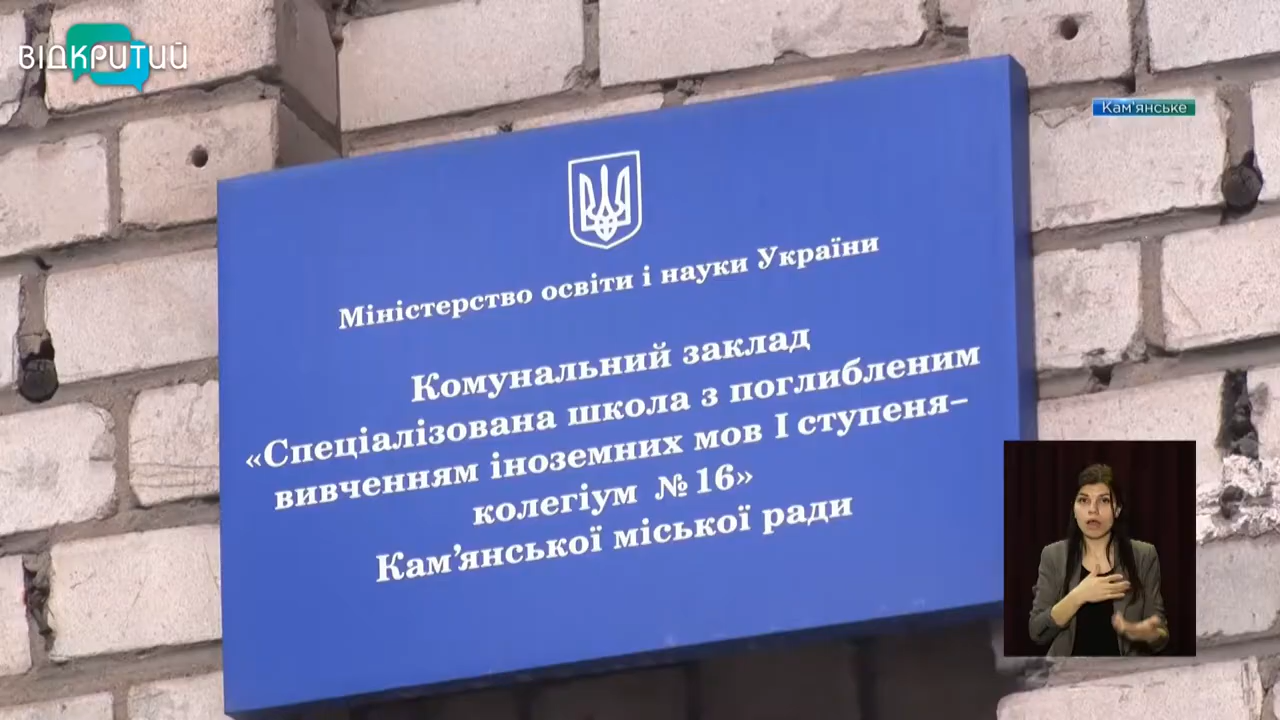 ВІДКРИТИЙ
Кам'янське
Міністерство освіти і науки України
Комунальний заклад
«Спеціалізована школа з поглибленим
вивченням іноземних мов І ступеня–
колегіум №16»
Кам’янської міської ради